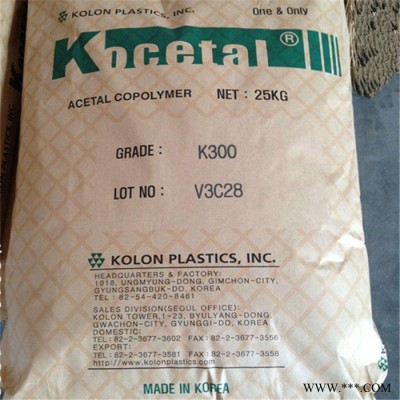 KOLON PLASTICS, INC. One & Only
Kocetal®
ACETAL COPOLYMER NET : 25KG
GRADE : K300
LOT NO : V3C28
KOLON PLASTICS, INC.
HEADQUARTERS & FACTORY:
1018, UNGMYUNG-DONG, GIMCHON-CITY,
GYUNGSANGBUK-DO, KOREA
TEL: 82-54-420-8461
SALES DIVISION(SEOUL OFFICE):
KOLON TOWER,1-23, BYULYANG-DONG,
GWACHON-CITY, GYUNGGI-DO, KOREA
DOMESTIC:
TEL: 82-2-3677-3602 FAX :82-2-3677-3556
EXPORT:
TEL: 82-2-3677-3581 FAX :82-2-3677-3558
http://www.kolonplastics.com
MADE IN KOREA
www.***.COM